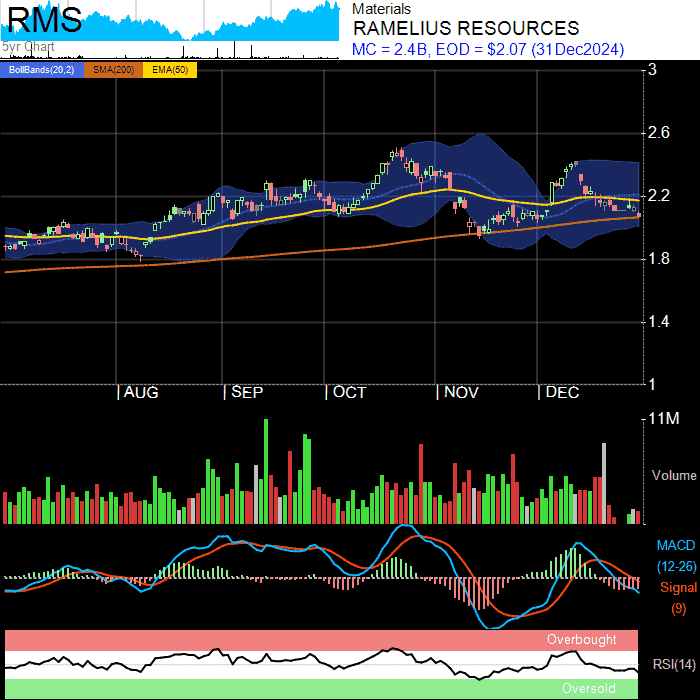 RMS
5yr Chart
Materials
RAMELIUS RESOURCES
MC = 2.4B, EOD = $2.07 (31Dec2024)
BollBands(20,2) SMA(200) EMA(50)
3
2.6
2.2
1.8
1.4
1
AUG SEP OCT NOV DEC
11M
Volume
MACD
(12-26)
Signal
(9)
Overbought
RSI(14)
Oversold